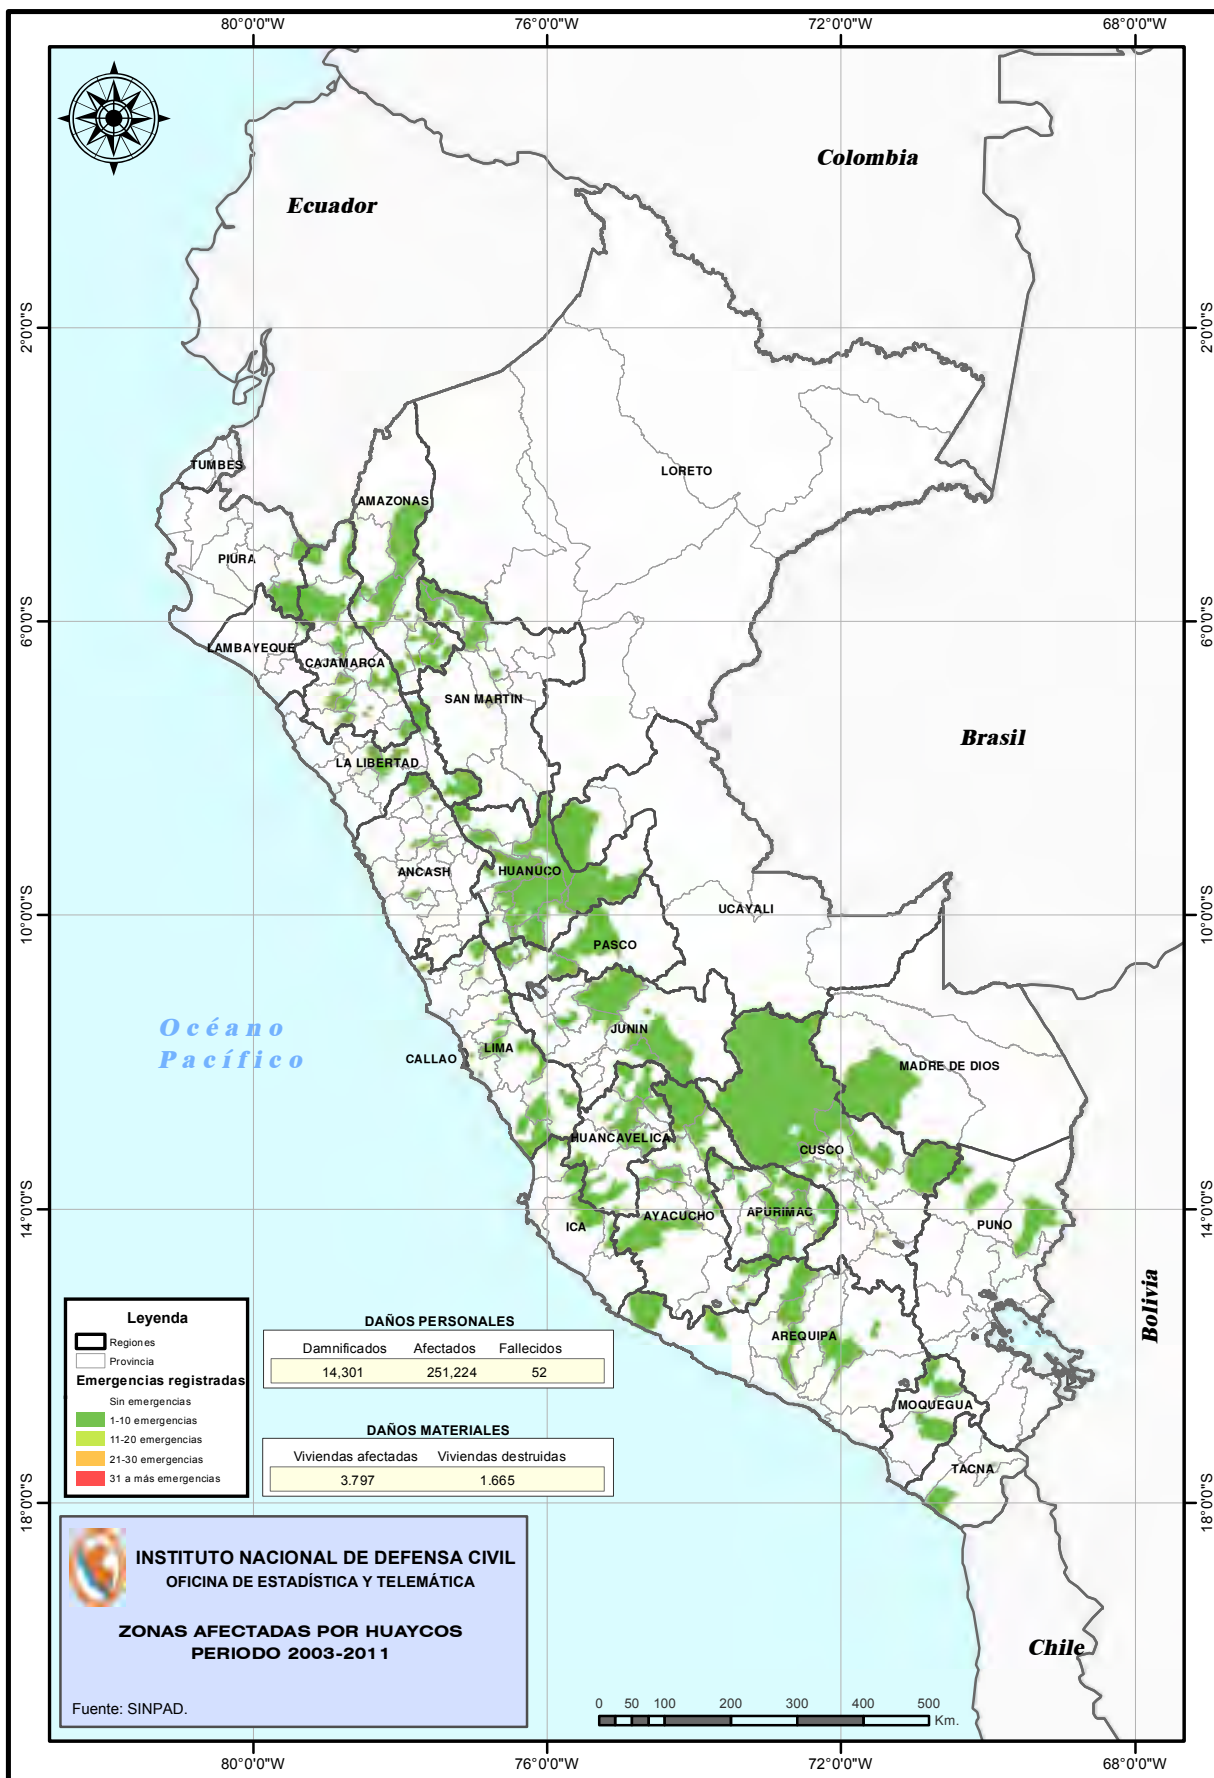 80°0'0"W 76°0'0"W 72°0'0"W 68°0'0"W
Colombia
Ecuador
2°0'0"S 2°0'0"S
TUMBES
LORETO
AMAZONAS
PIURA
6°0'0"S 6°0'0"S
LAMBAYEQUE
CAJAMARCA
SAN MARTIN
Brasil
LA LIBERTAD
ANCASH
HUANUCO
UCAYALI
10°0'0"S 10°0'0"S
PASCO
Océano
Pacífico
JUNIN
LIMA
CALLAO
MADRE DE DIOS
HUANCAVELICA
CUSCO
14°0'0"S 14°0'0"S
ICA
AYACUCHO
APURIMAC
PUNO
Bolivia
AREQUIPA
MOQUEGUA
TACNA
18°0'0"S 18°0'0"S
Chile
Leyenda
Regiones
Provincia
Emergencias registradas
Sin emergencias
1-10 emergencias
11-20 emergencias
21-30 emergencias
31 a más emergencias
DAÑOS PERSONALES
Damnificados Afectados Fallecidos
14,301 251,224 52
DAÑOS MATERIALES
Viviendas afectadas Viviendas destruidas
3.797 1.665
INSTITUTO NACIONAL DE DEFENSA CIVIL
OFICINA DE ESTADÍSTICA Y TELEMÁTICA
ZONAS AFECTADAS POR HUAYCOS
PERIODO 2003-2011
Fuente: SINPAD.
0 50 100 200 300 400 500
Km.
80°0'0"W 76°0'0"W 72°0'0"W 68°0'0"W